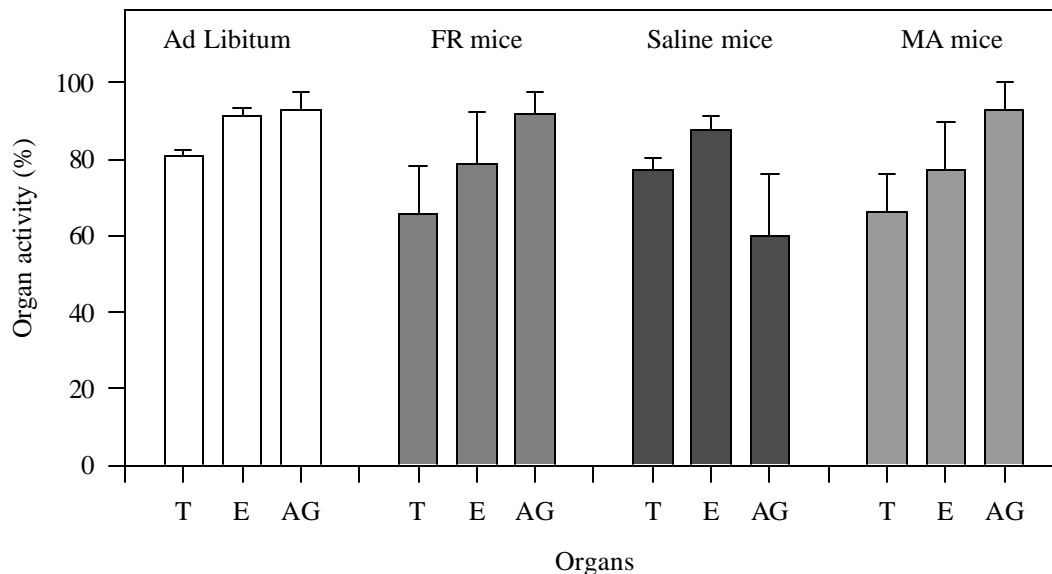 Ad Libitum FR mice Saline mice MA mice
Organ activity (%)
100
80
60
40
20
0
T E AG T E AG T E AG T E AG
Organs